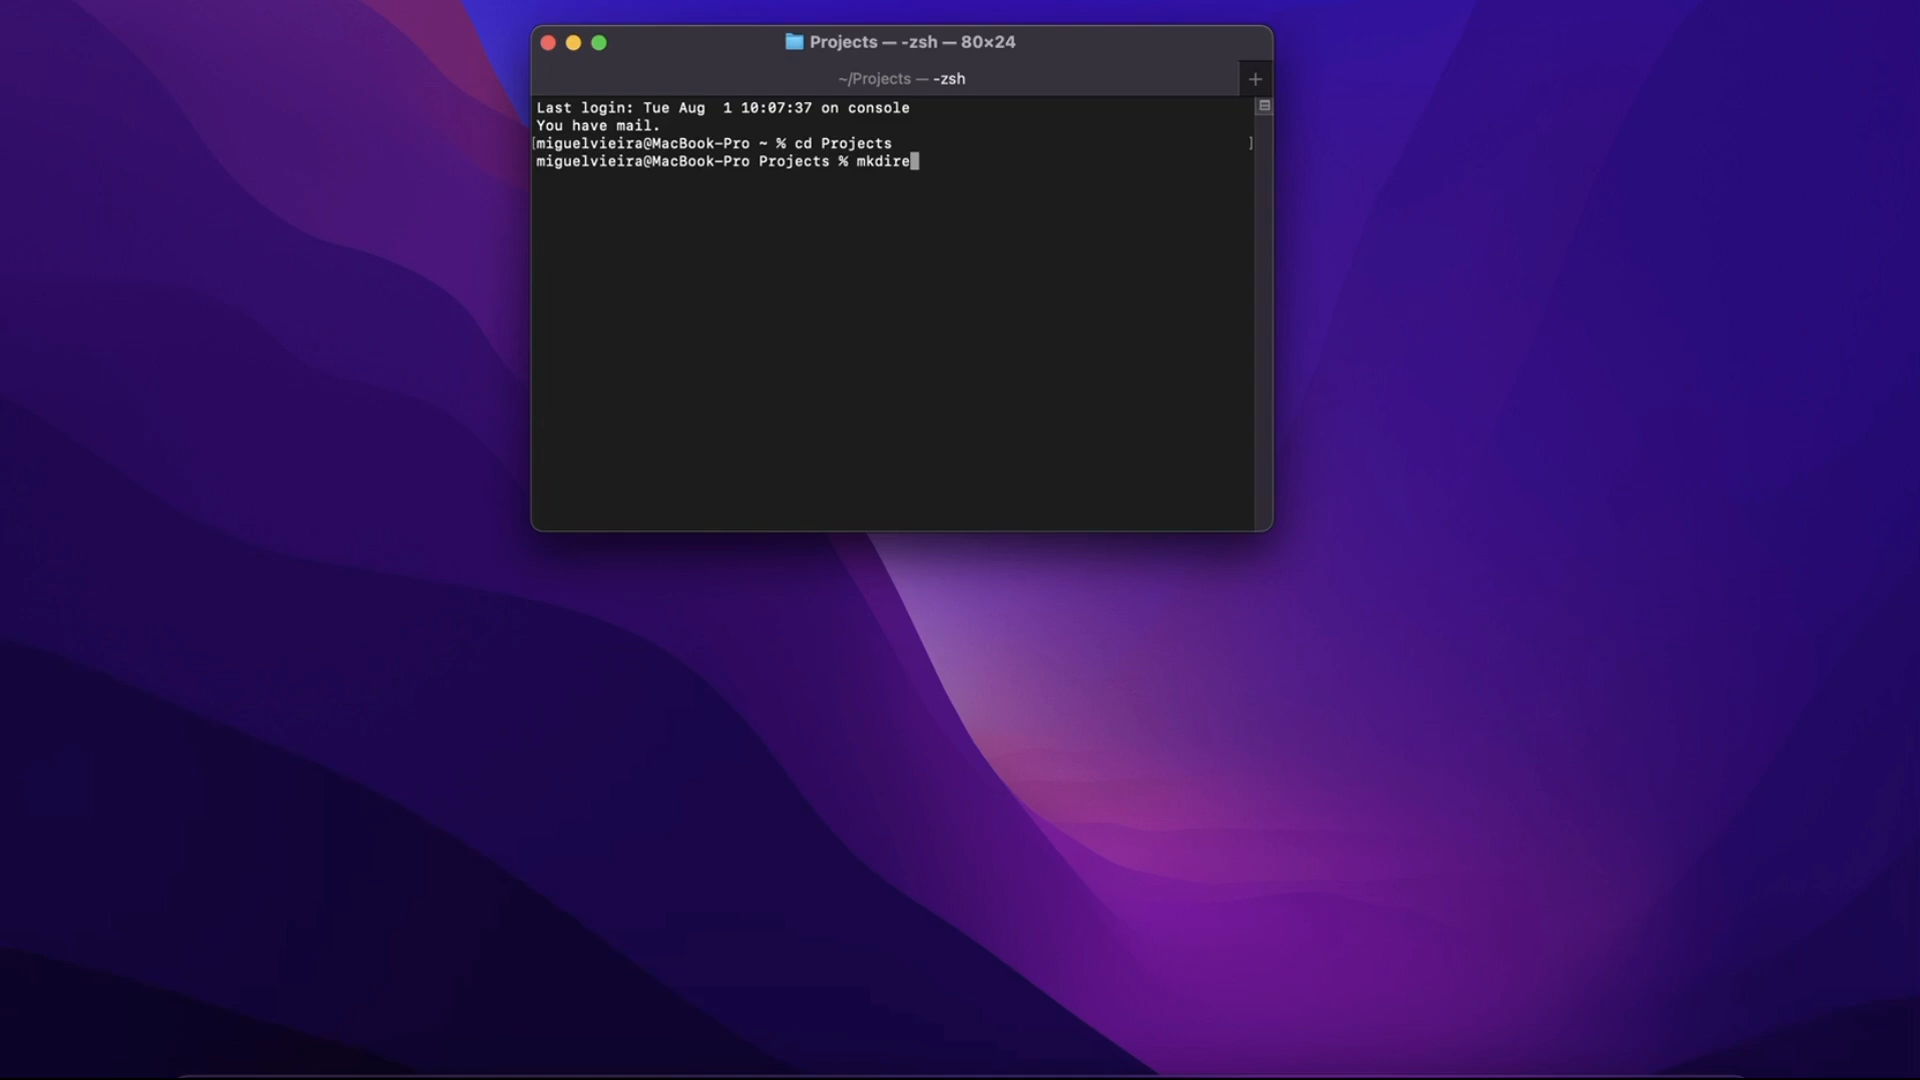 Projects — -zsh — 80×24
~/Projects — -zsh
Last login: Tue Aug  1 10:07:37 on console
You have mail.
[miguelvieira@MacBook-Pro ~ % cd Projects ]
miguelvieira@MacBook-Pro Projects % mkdire